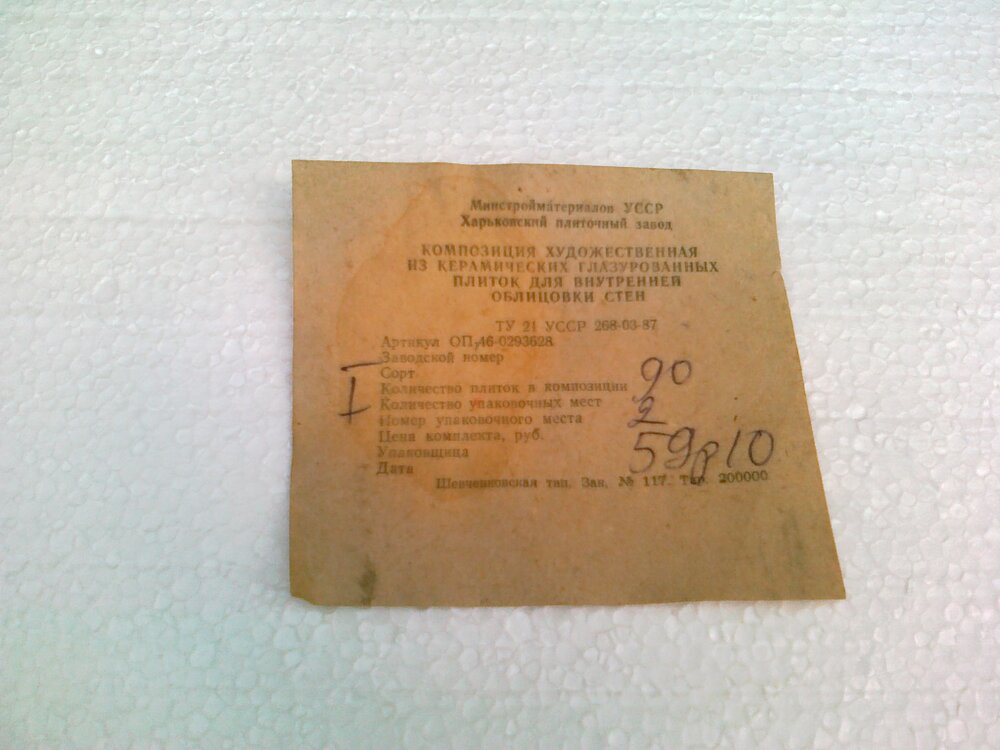 Минстройматериалов УССР
Харьковский плиточный завод
КОМПОЗИЦИЯ ХУДОЖЕСТВЕННАЯ
ИЗ КЕРАМИЧЕСКИХ ГЛАЗУРОВАННЫХ
ПЛИТОК ДЛЯ ВНУТРЕННЕЙ
ОБЛИЦОВКИ СТЕН
ТУ 21 УССР 268-03-87
Артикул ОП-46-0293628
Заводской номер
Сорт I
Количество плиток в композиции 90
Количество упаковочных мест 2
Номер упаковочного места
Цена комплекта, руб. 59р10
Упаковщица
Дата
Шевченковская тип. Зак. № 117. Тир. 200000